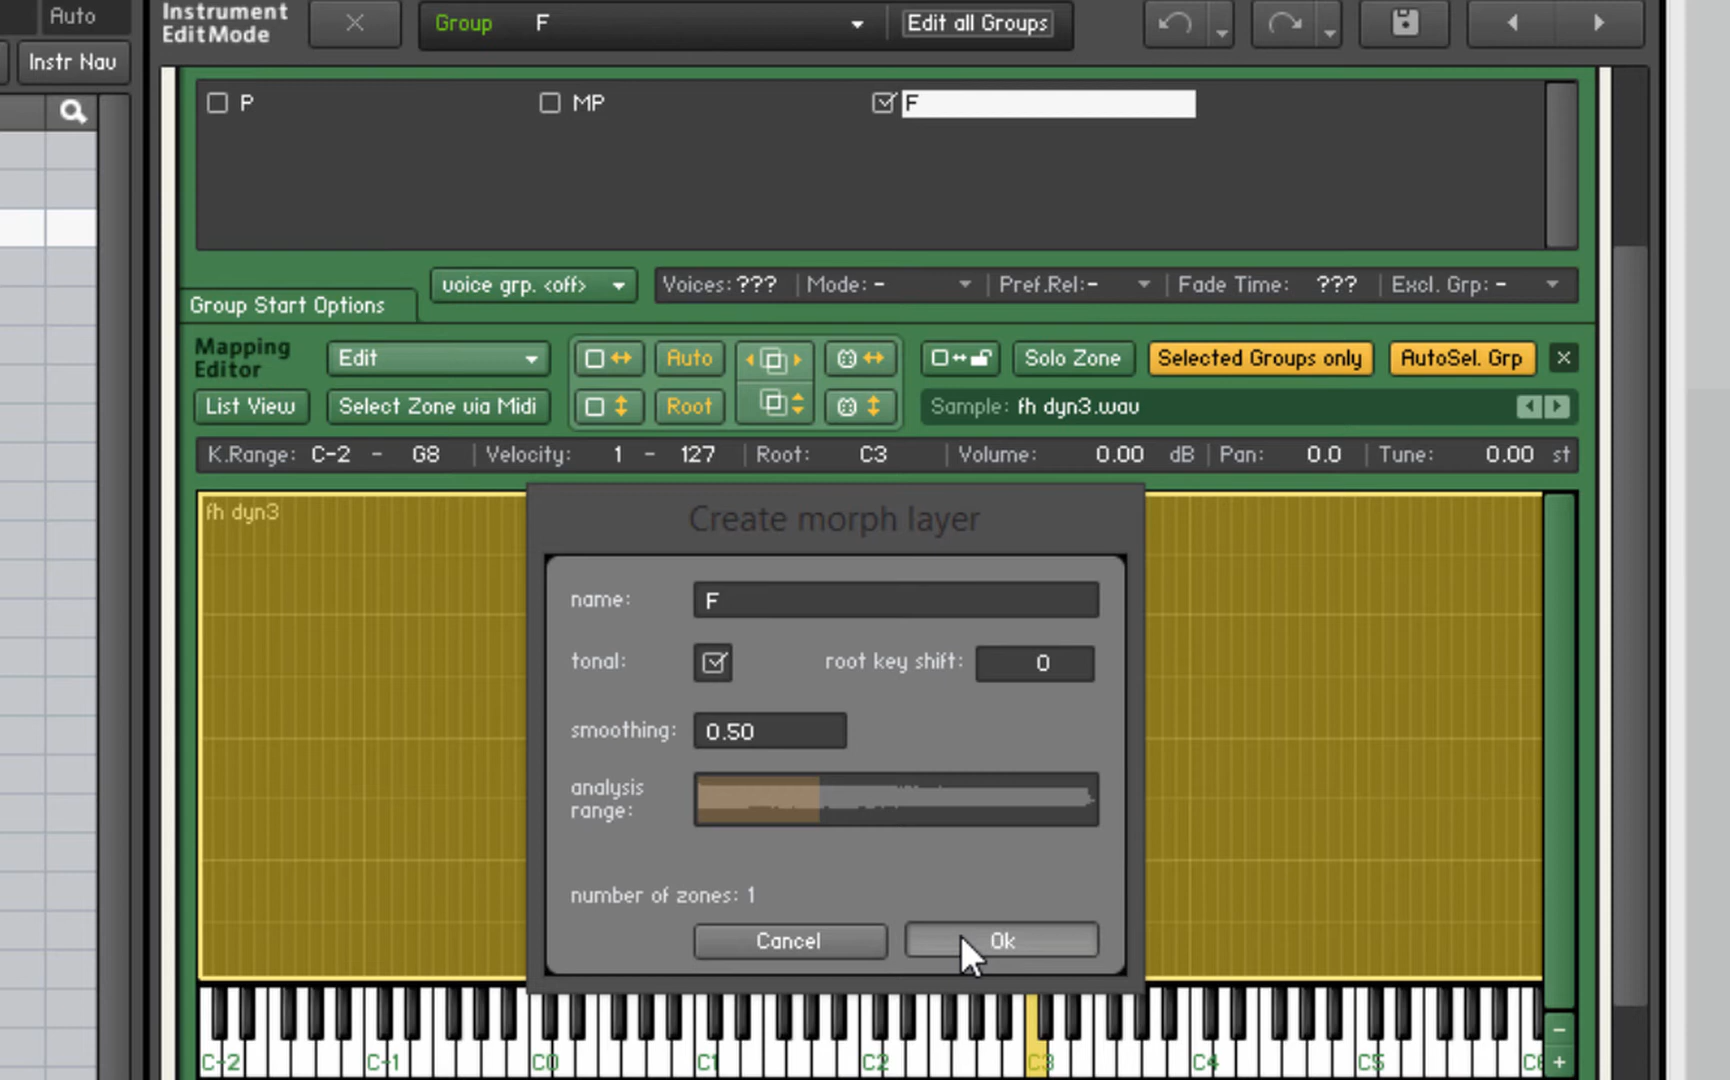 Auto
Instrument
Edit Mode
Group F
Edit all Groups
Instr Nav
P
MP
F
voice grp. <off>
Voices: ???
Mode: -
Pref.Rel:-
Fade Time: ???
Excl. Grp: -
Group Start Options
Mapping
Editor
Edit
Auto
Solo Zone
Selected Groups only
AutoSel. Grp
List View
Select Zone via Midi
Root
Sample: fh dyn3.wav
K.Range: C-2 - G8
Velocity: 1 - 127
Root: C3
Volume: 0.00 dB
Pan: 0.0
Tune: 0.00 st
fh dyn3
Create morph layer
name: F
tonal:
root key shift: 0
smoothing: 0.50
analysis
range:
number of zones: 1
Cancel
Ok
C-2 C-1 C0 C1 C2 C3 C4 C5